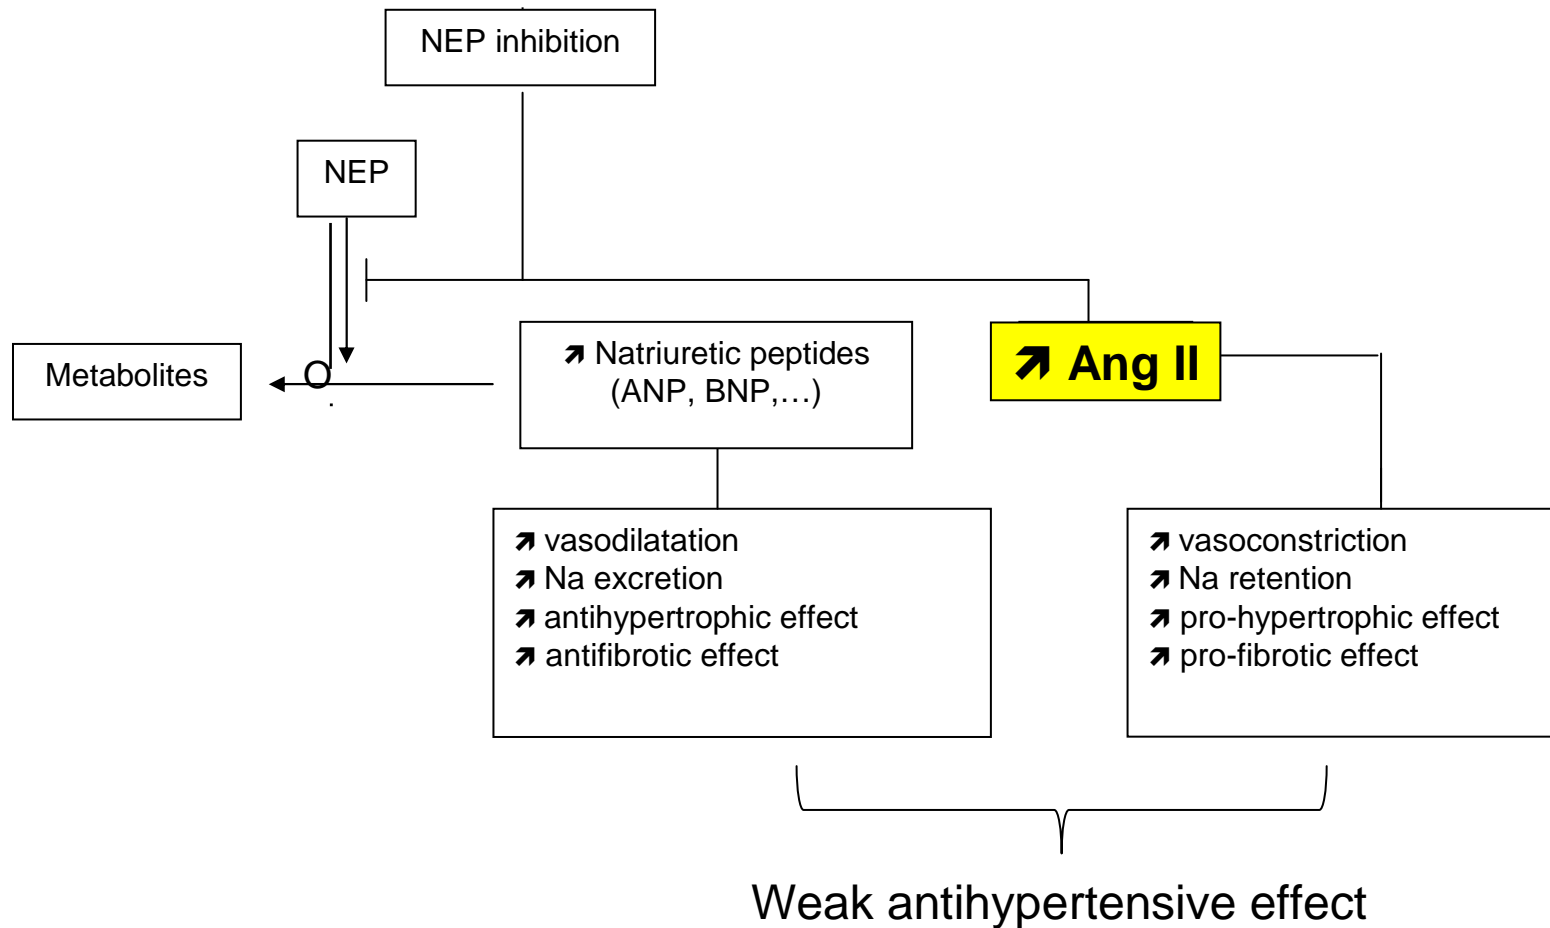 NEP inhibition
NEP
Metabolites
O
.
↗ Natriuretic peptides
(ANP, BNP,…)
↗ Ang II
↗ vasodilatation
↗ Na excretion
↗ antihypertrophic effect
↗ antifibrotic effect
↗ vasoconstriction
↗ Na retention
↗ pro-hypertrophic effect
↗ pro-fibrotic effect
Weak antihypertensive effect